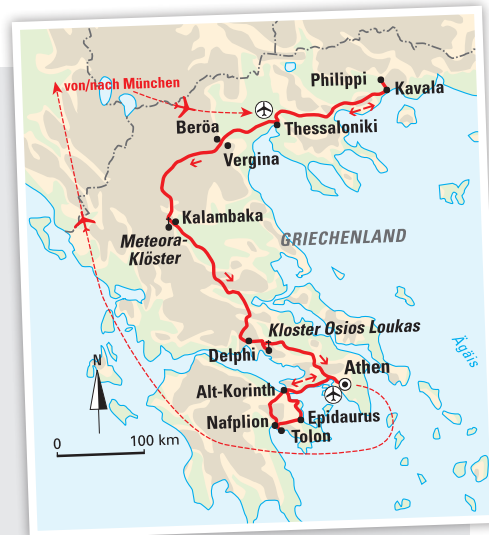 von/nach München
Philippi
Kavala
Thessaloniki
Beröa
Vergina
Kalambaka
Meteora-
Klöster
GRIECHENLAND
Kloster Osios Loukas
Delphi
Athen
Ägäis
Alt-Korinth
Nafplion
Epidaurus
Tolon
N
0
100 km